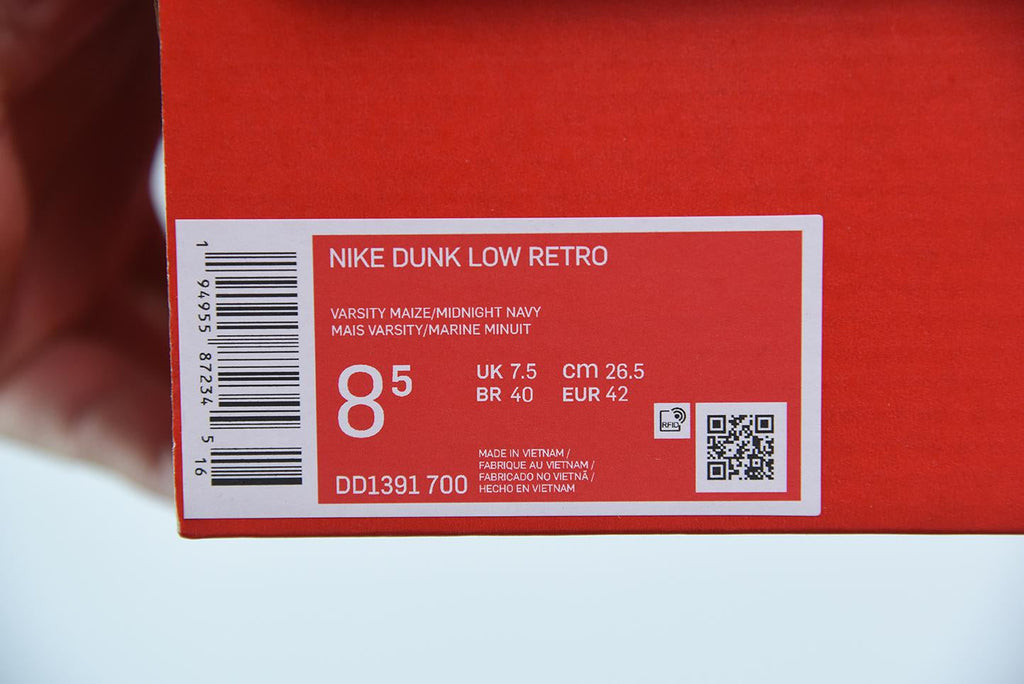 NIKE DUNK LOW RETRO
VARSITY MAIZE/MIDNIGHT NAVY
MAIS VARSITY/MARINE MINUIT
8 5
UK 7.5 cm 26.5
BR 40 EUR 42
RFID
MADE IN VIETNAM /
FABRIQUE AU VIETNAM /
FABRICADO NO VIETNÃ /
HECHO EN VIETNAM
DD1391 700
1 94955 87234 5 16